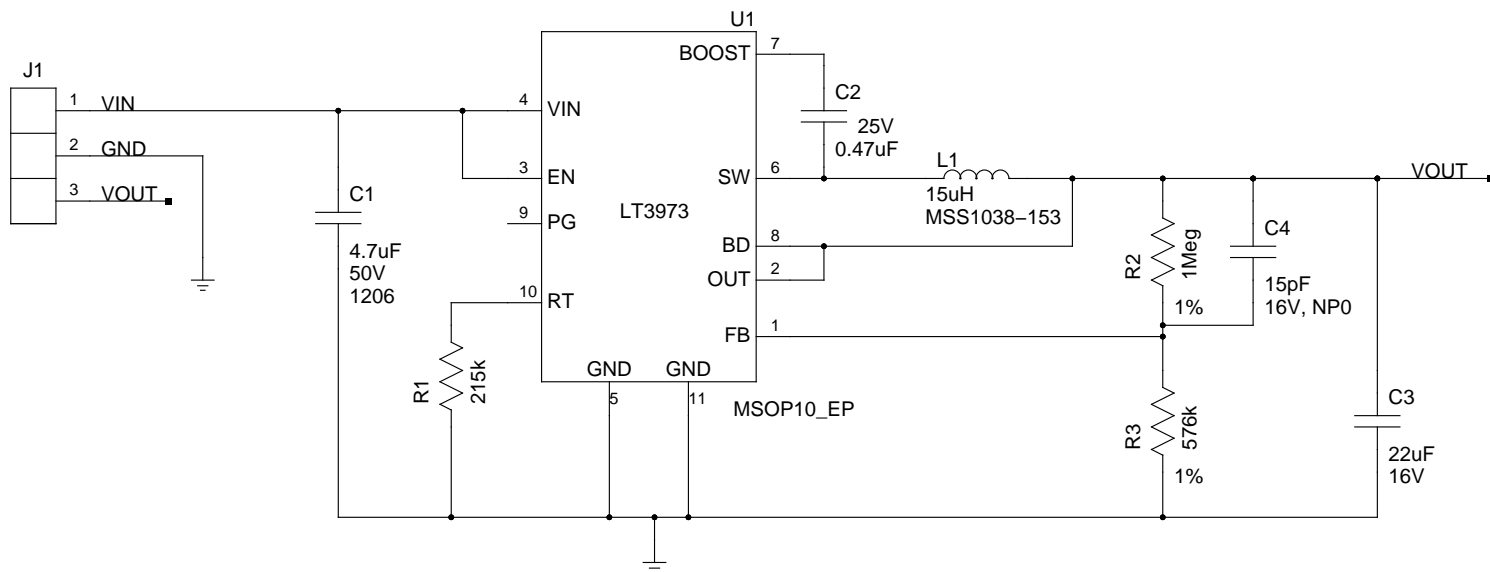 U1
7
BOOST
J1
1 VIN
4 VIN
C2
25V
0.47uF
2 GND
3 EN
SW 6
L1
15uH
MSS1038–153
VOUT
3 VOUT
C1
9 PG
LT3973
4.7uF
50V
1206
BD 8
OUT 2
R2
1Meg
1%
C4
15pF
16V, NP0
10 RT
FB 1
R1
215k
GND GND
5 11
MSOP10_EP
R3
576k
1%
C3
22uF
16V